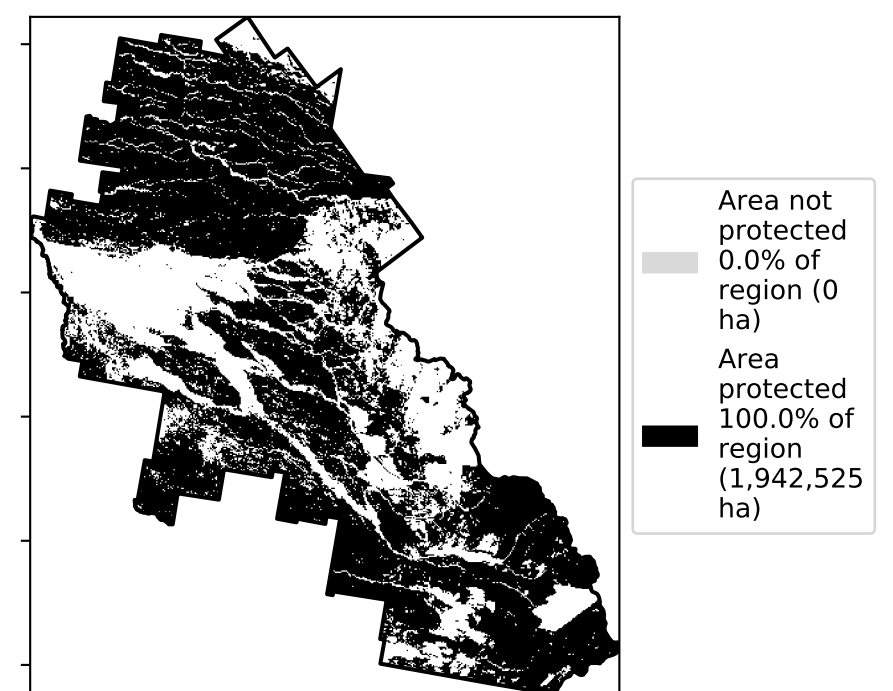 Area not
protected
0.0% of
region (0
ha)
Area
protected
100.0% of
region
(1,942,525
ha)